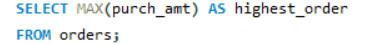 SELECT MAX(purch_amt) AS highest_order
FROM orders;